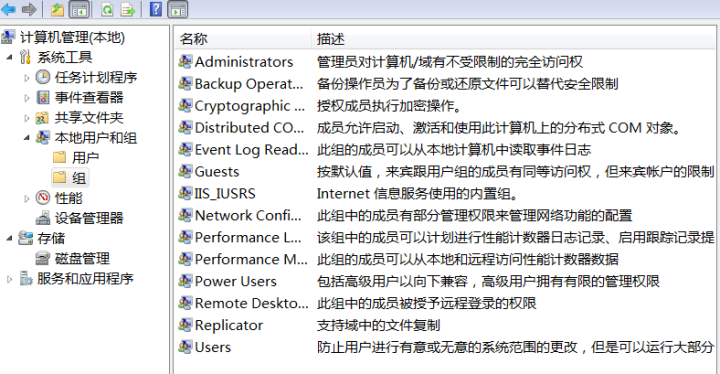 计算机管理(本地)
系统工具
任务计划程序
事件查看器
共享文件夹
本地用户和组
用户
组
性能
设备管理器
存储
磁盘管理
服务和应用程序
名称 描述
Administrators 管理员对计算机/域有不受限制的完全访问权
Backup Operat... 备份操作员为了备份或还原文件可以替代安全限制
Cryptographic ... 授权成员执行加密操作。
Distributed CO... 成员允许启动、激活和使用此计算机上的分布式 COM 对象。
Event Log Read... 此组的成员可以从本地计算机中读取事件日志
Guests 按默认值，来宾跟用户组的成员有同等访问权，但来宾帐户的限制
IIS_IUSRS Internet 信息服务使用的内置组。
Network Confi... 此组中的成员有部分管理权限来管理网络功能的配置
Performance L... 该组中的成员可以计划进行性能计数器日志记录、启用跟踪记录提
Performance M... 此组的成员可以从本地和远程访问性能计数器数据
Power Users 包括高级用户以向下兼容，高级用户拥有有限的管理权限
Remote Deskto... 此组中的成员被授予远程登录的权限
Replicator 支持域中的文件复制
Users 防止用户进行有意或无意的系统范围的更改，但是可以运行大部分